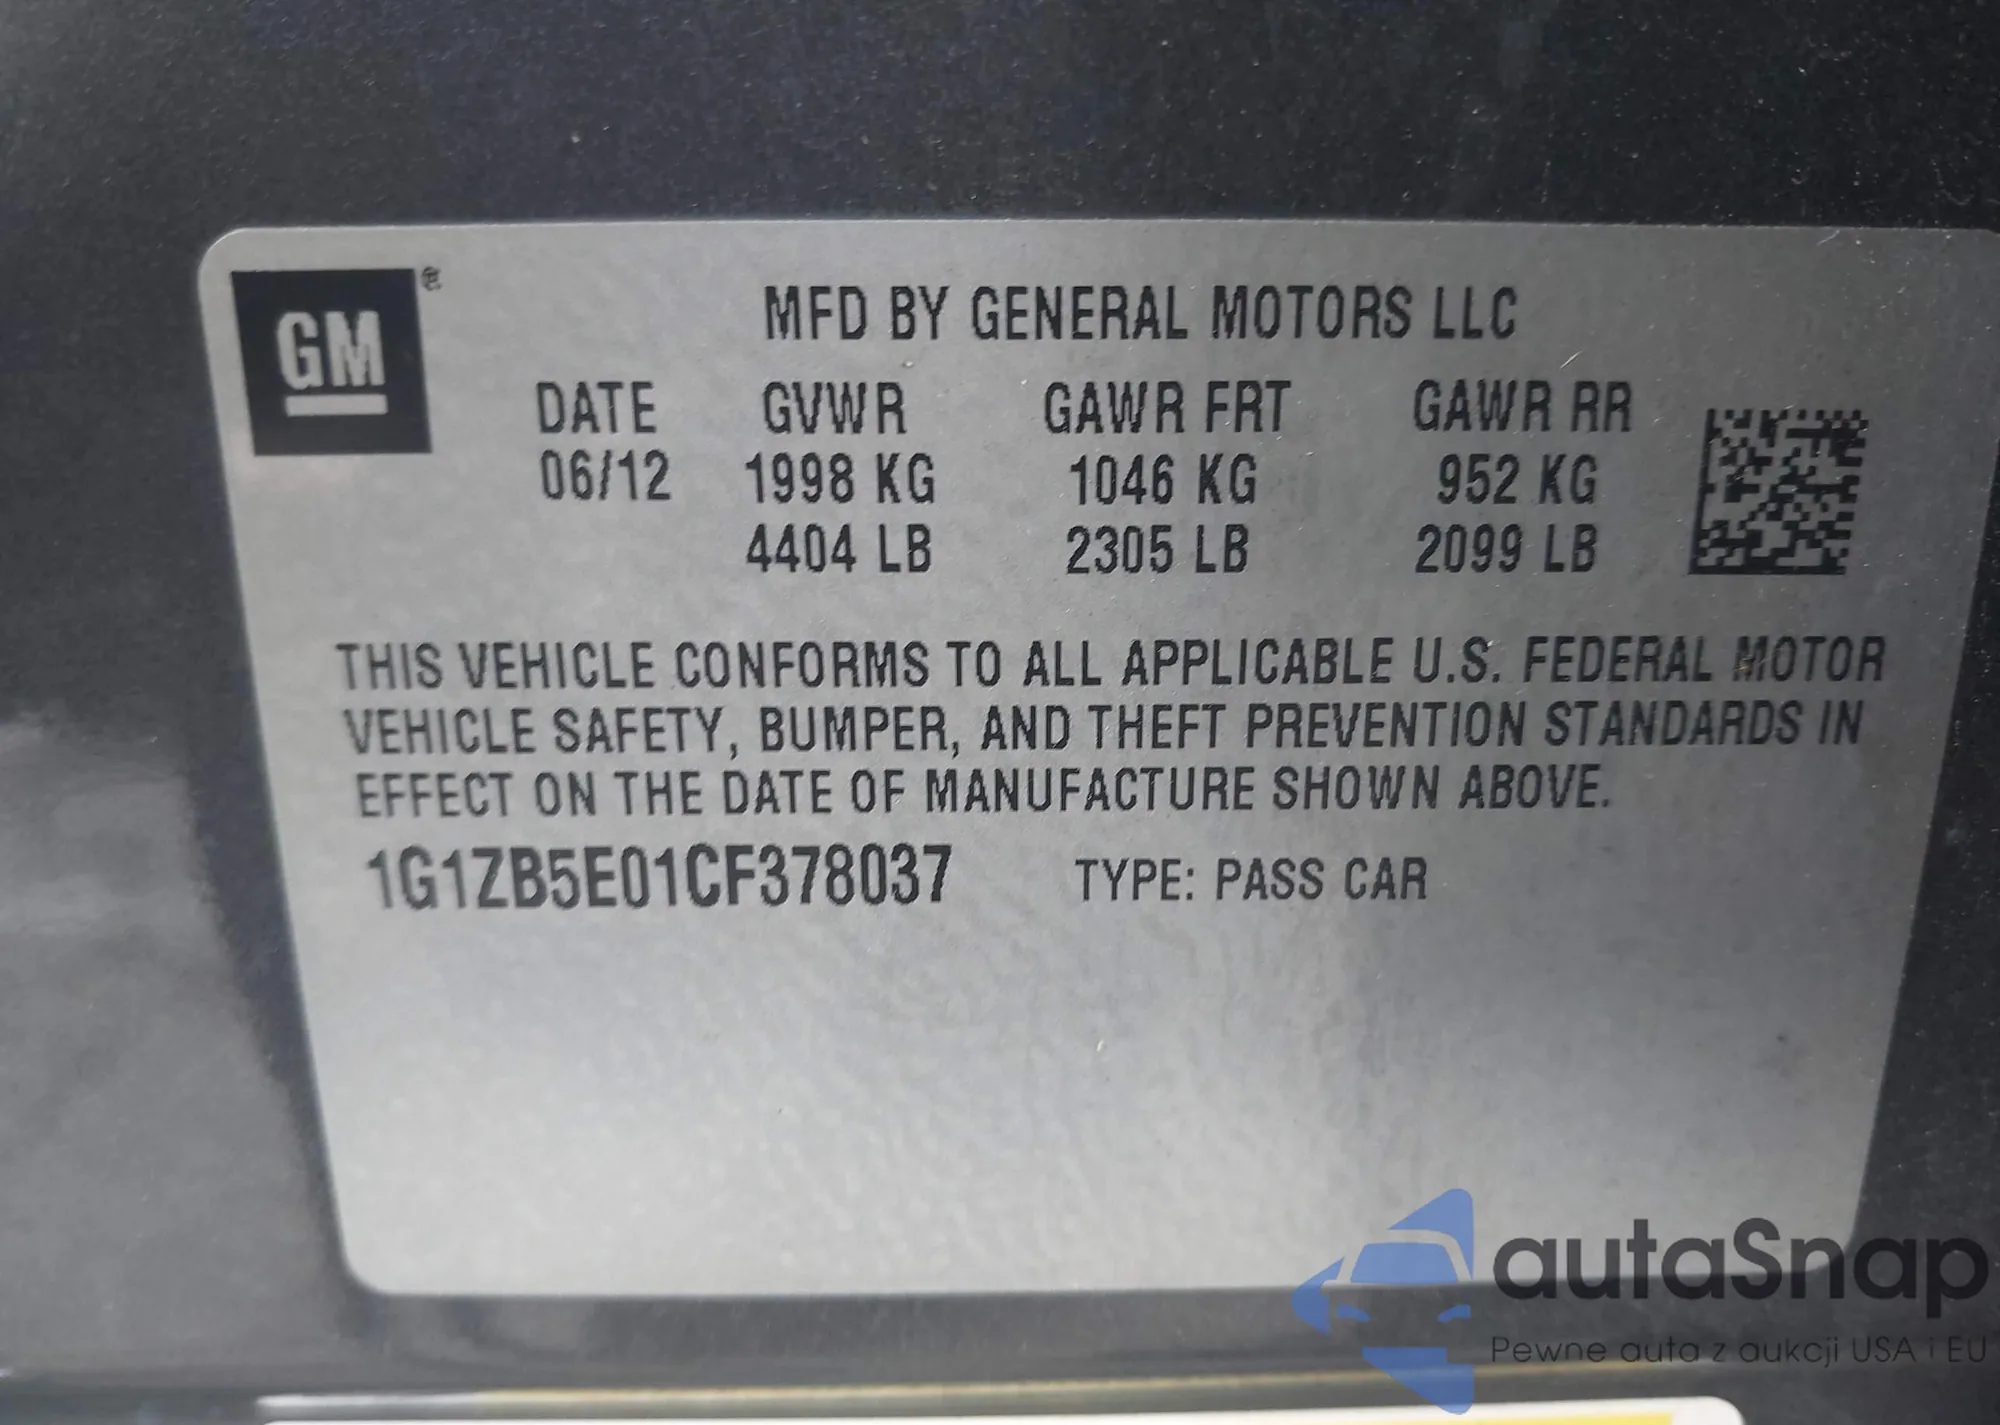 GM ®
MFD BY GENERAL MOTORS LLC
DATE GVWR GAWR FRT GAWR RR
06/12 1998 KG 1046 KG 952 KG
4404 LB 2305 LB 2099 LB
THIS VEHICLE CONFORMS TO ALL APPLICABLE U.S. FEDERAL MOTOR
VEHICLE SAFETY, BUMPER, AND THEFT PREVENTION STANDARDS IN
EFFECT ON THE DATE OF MANUFACTURE SHOWN ABOVE.
1G1ZB5E01CF378037 TYPE: PASS CAR
autaSnap
Pewne auta z aukcji USA i EU